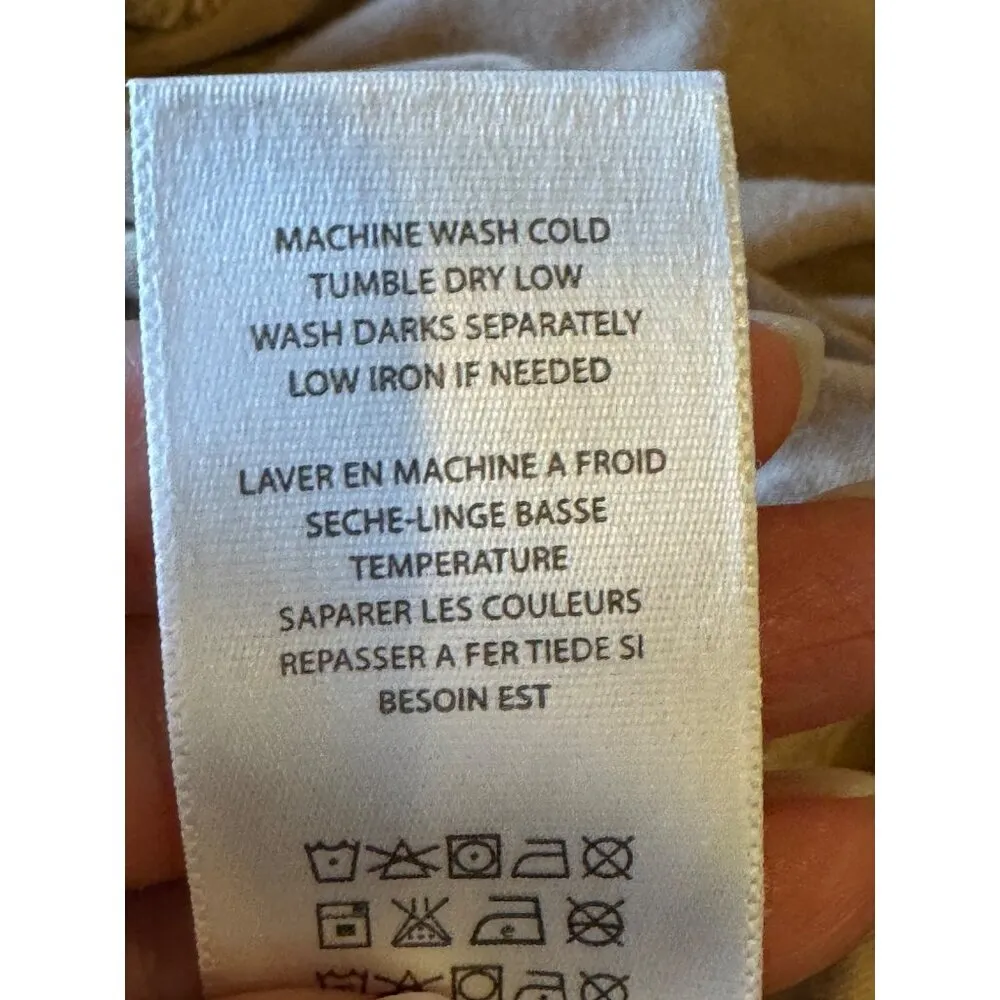 MACHINE WASH COLD
TUMBLE DRY LOW
WASH DARKS SEPARATELY
LOW IRON IF NEEDED
LAVER EN MACHINE A FROID
SECHE-LINGE BASSE
TEMPERATURE
SAPARER LES COULEURS
REPASSER A FER TIEDE SI
BESOIN EST